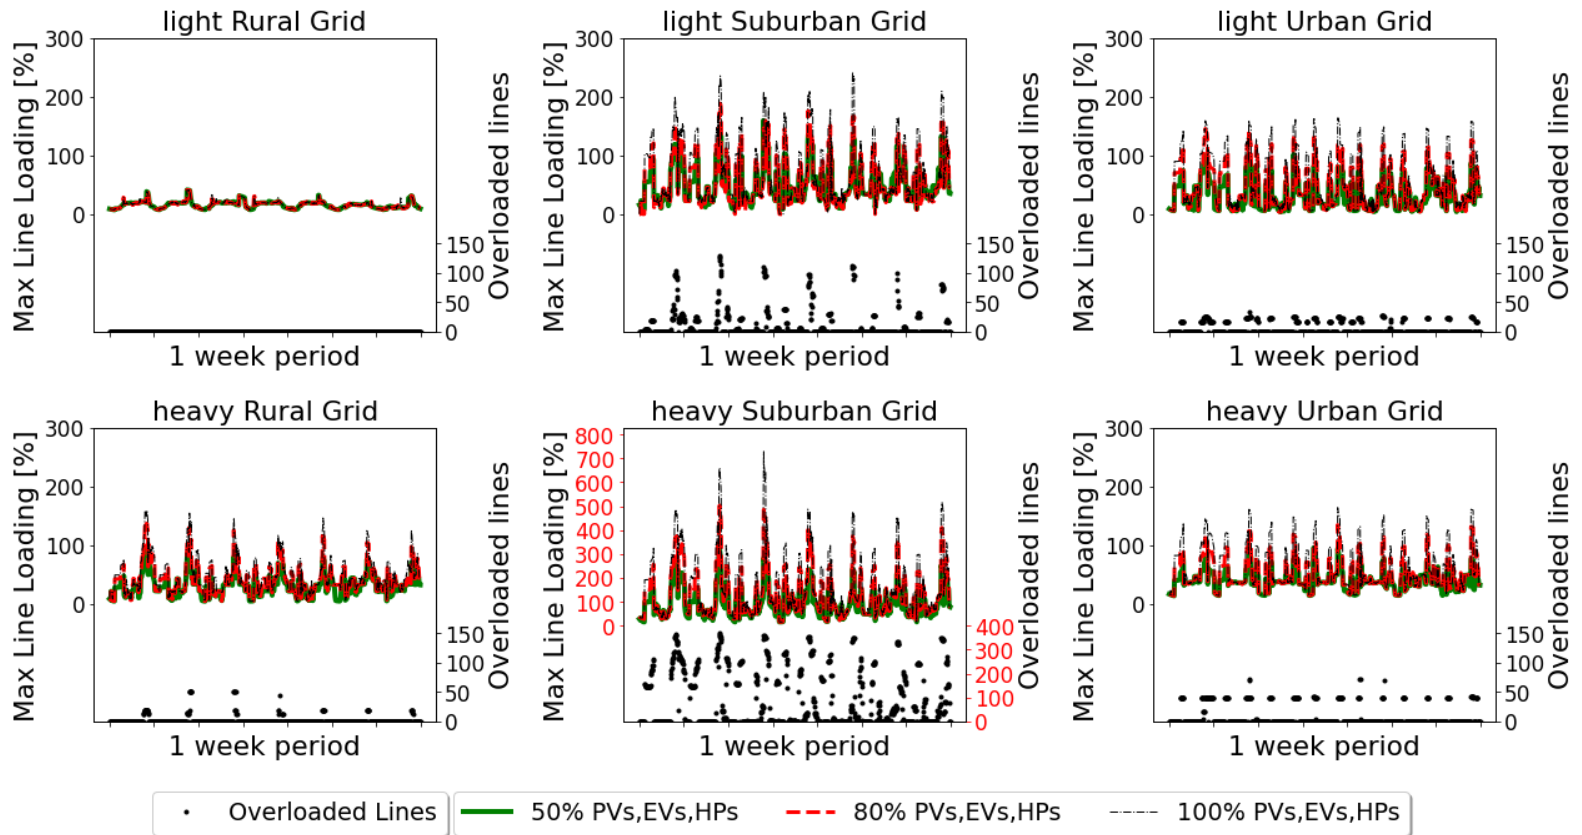 light Rural Grid
Max Line Loading [%]
300
200
100
0
150
100
50
0
Overloaded lines
1 week period
light Suburban Grid
Max Line Loading [%]
300
200
100
0
150
100
50
0
Overloaded lines
1 week period
light Urban Grid
Max Line Loading [%]
300
200
100
0
150
100
50
0
Overloaded lines
1 week period
heavy Rural Grid
Max Line Loading [%]
300
200
100
0
150
100
50
0
Overloaded lines
1 week period
heavy Suburban Grid
Max Line Loading [%]
800
700
600
500
400
300
200
100
0
400
300
200
100
0
Overloaded lines
1 week period
heavy Urban Grid
Max Line Loading [%]
300
200
100
0
150
100
50
0
Overloaded lines
1 week period
Overloaded Lines
50% PVs,EVs,HPs
80% PVs,EVs,HPs
100% PVs,EVs,HPs